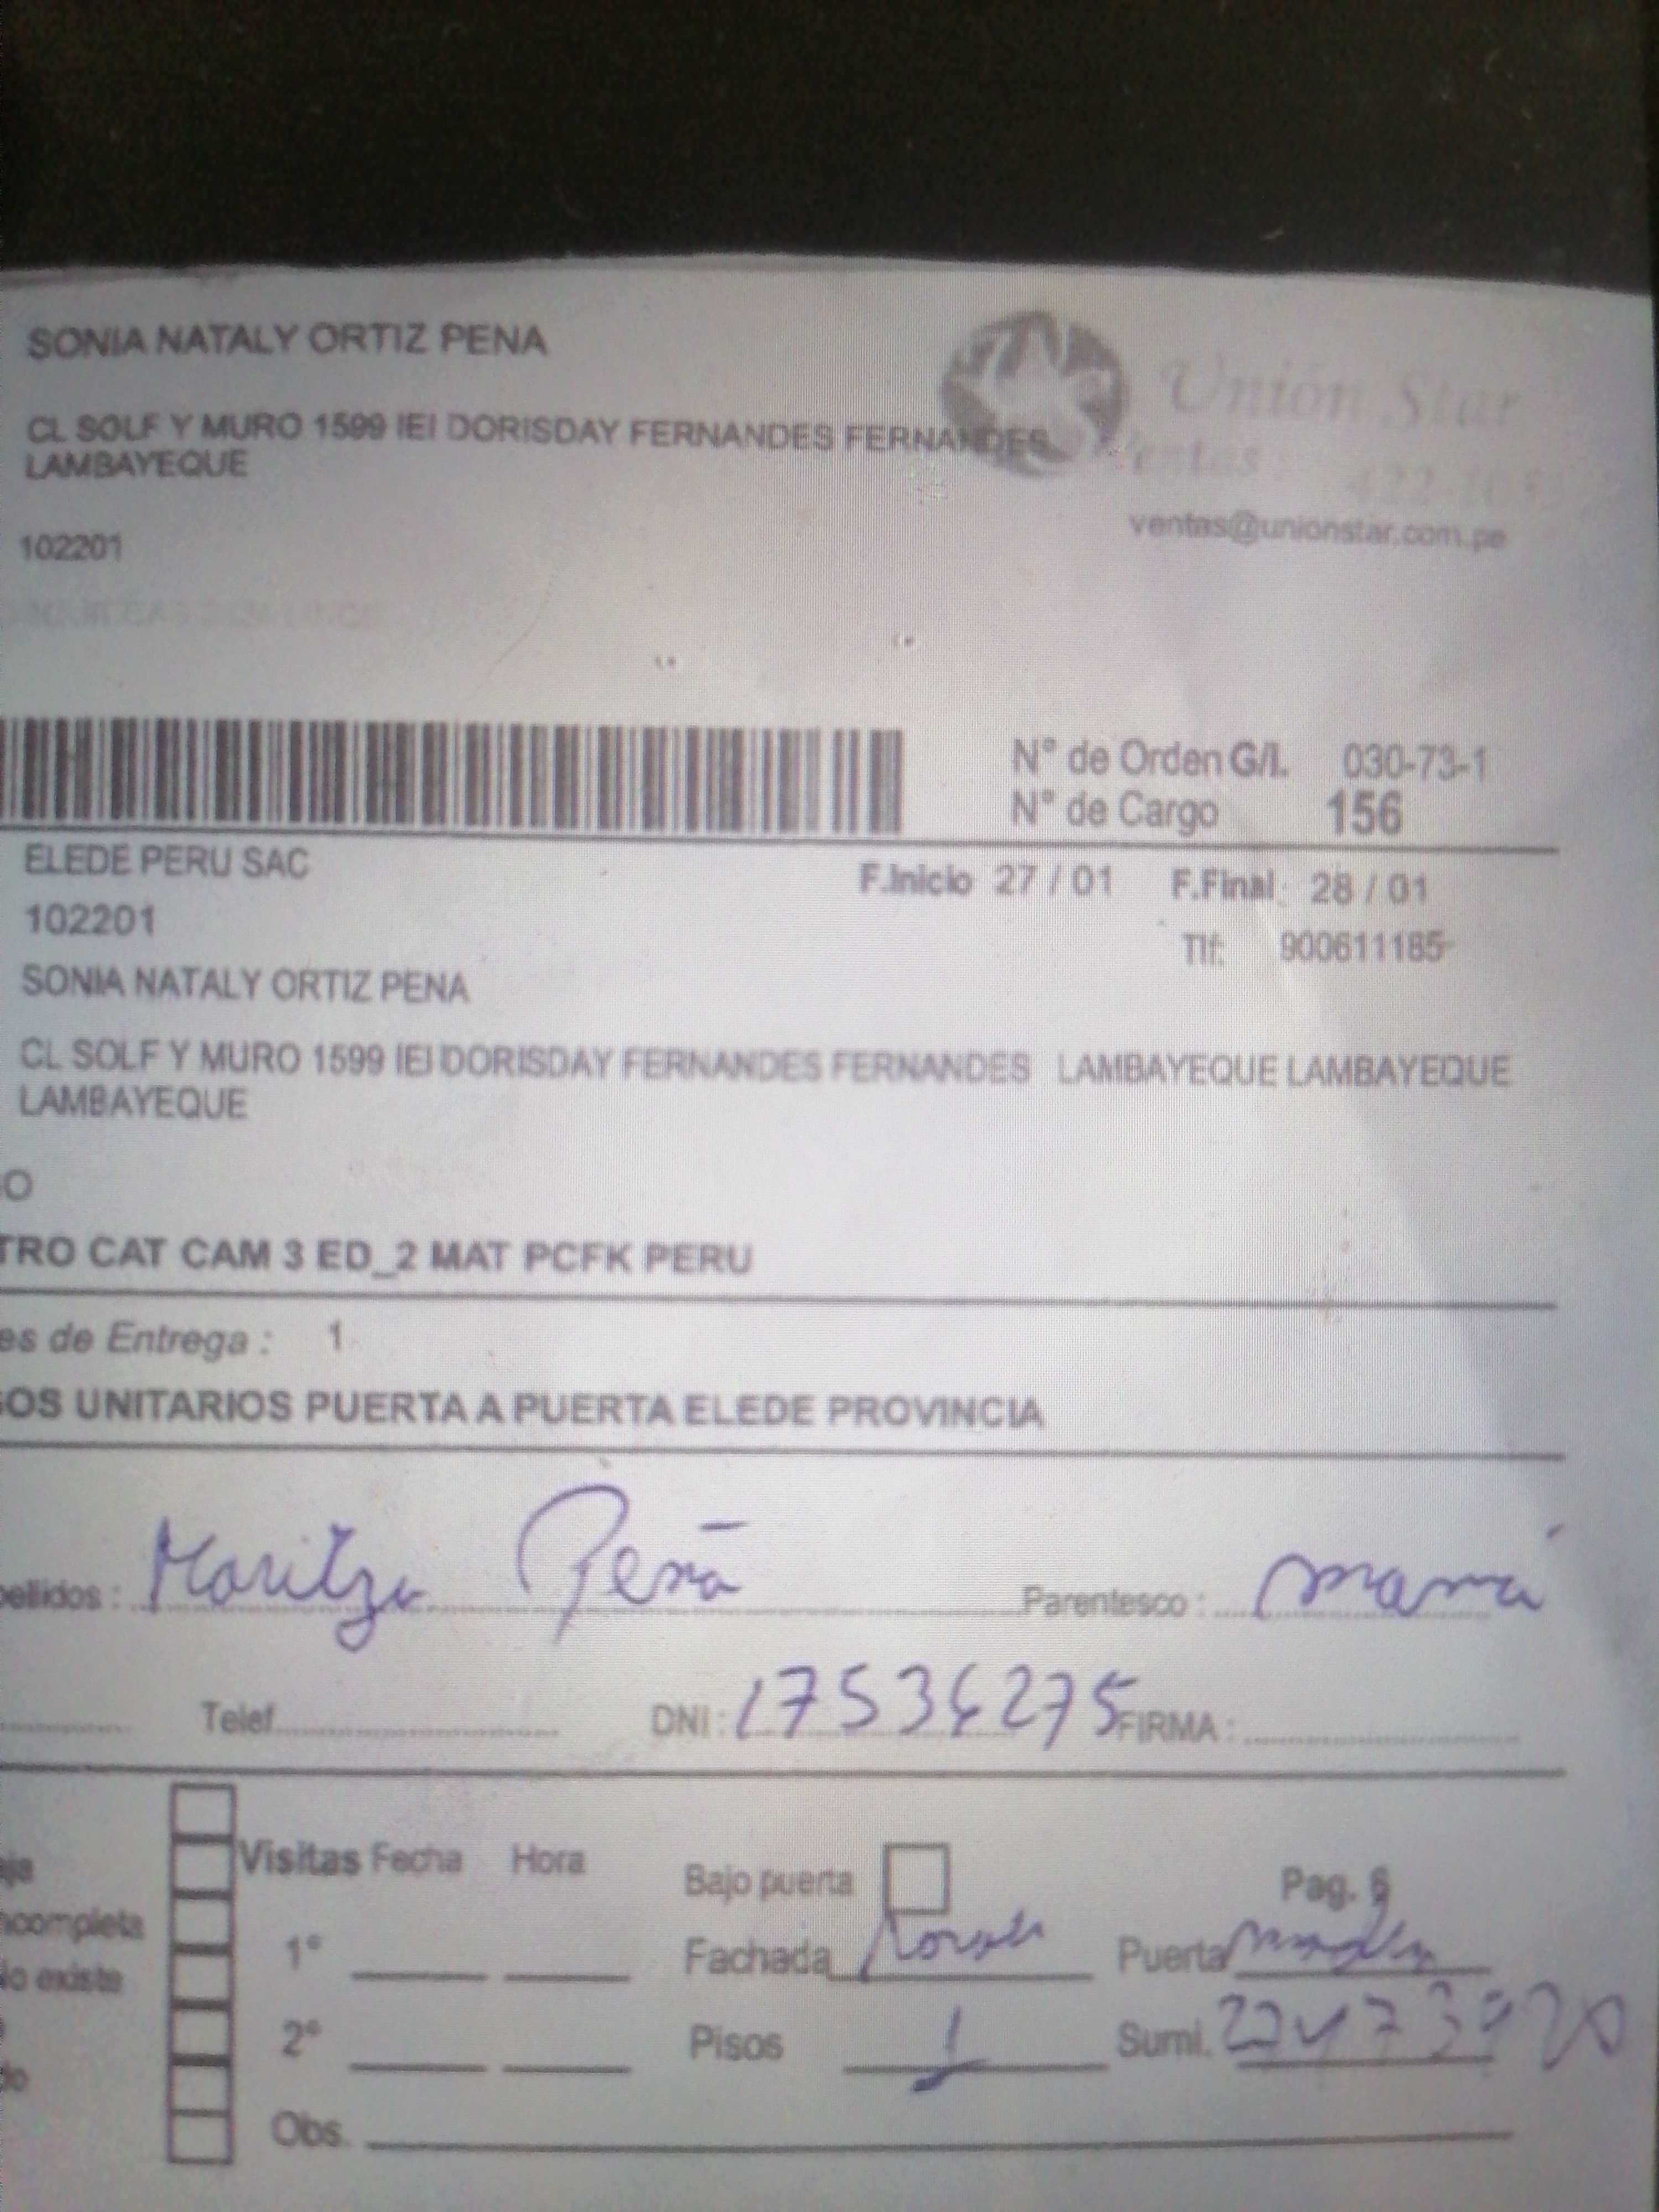 SONIA NATALY ORTIZ PENA
Unión Star
CL SOLF Y MURO 1599 IEI DORISDAY FERNANDES FERNANDES
LAMBAYEQUE
ventas@unionstar.com.pe
102201
N° de Orden G/I. 030-73-1
N° de Cargo 156
ELEDE PERU SAC
F.Inicio 27 / 01 F.Final: 28 / 01
102201
Tlf: 900611185
SONIA NATALY ORTIZ PENA
CL SOLF Y MURO 1599 IEI DORISDAY FERNANDES FERNANDES LAMBAYEQUE LAMBAYEQUE
LAMBAYEQUE
O
TRO CAT CAM 3 ED_2 MAT PCFK PERU
es de Entrega : 1
GOS UNITARIOS PUERTA A PUERTA ELEDE PROVINCIA
pellidos : Maritza Peña Parentesco : mamá
Telef. DNI : 17536275 FIRMA :
Visitas Fecha Hora Bajo puerta Pag. 6
ncompleta
1° Fachada Puerta
No existe
2° Pisos 1 Sumi.
Obs.